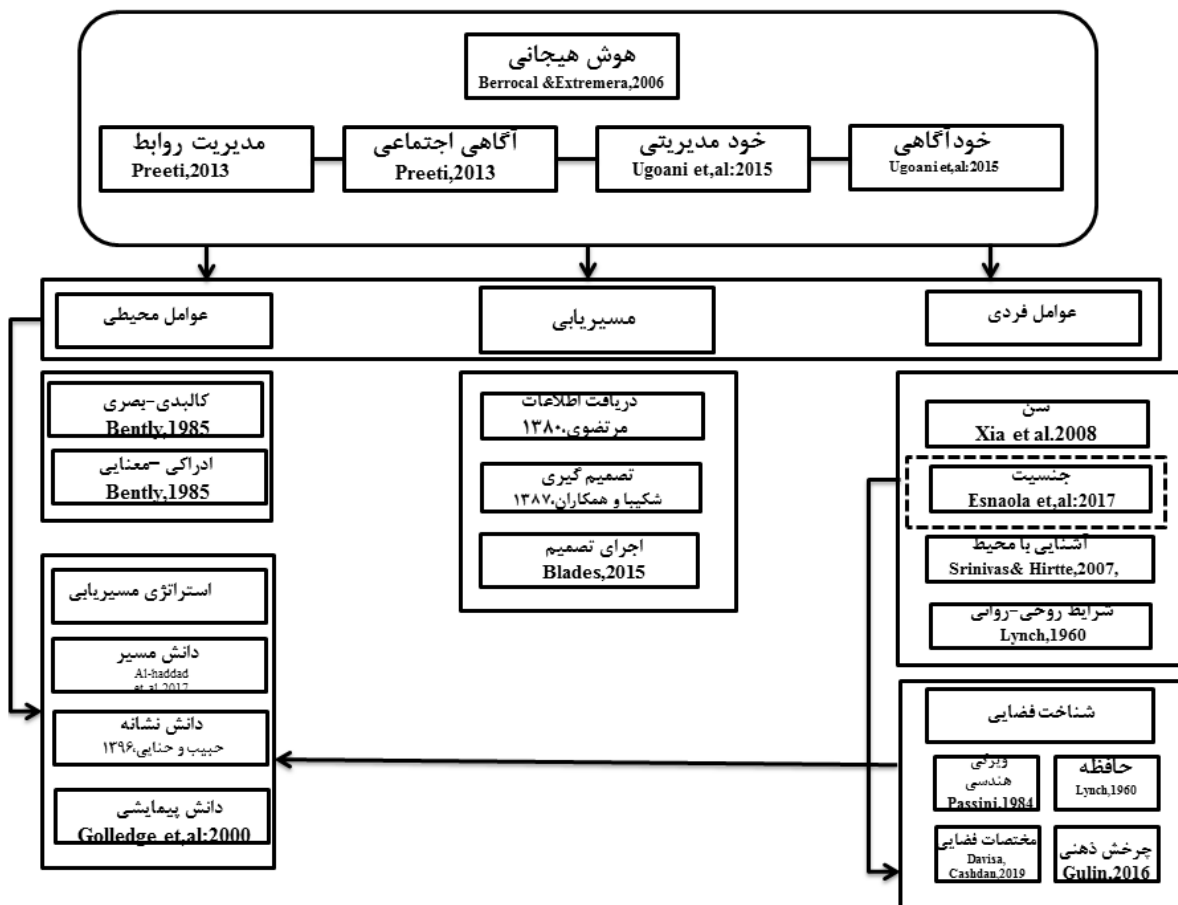 هوش هیجانی
Berrocal &Extremera,2006
خودآگاهی
Ugoani et,al:2015
خود مدیریتی
Ugoani et,al:2015
آگاهی اجتماعی
Preeti,2013
مدیریت روابط
Preeti,2013
عوامل فردی
مسیریابی
عوامل محیطی
سن
Xia et al.2008
جنسیت
Esnaola et,al:2017
آشنایی با محیط
Srinivas& Hirtte,2007,
شرایط روحی-روانی
Lynch,1960
دریافت اطلاعات
مرتضوی،۱۳۸۰
تصمیم گیری
شکیبا و همکاران،۱۳۸۷
اجرای تصمیم
Blades,2015
کالبدی-بصری
Bently,1985
ادراکی –معنایی
Bently,1985
شناخت فضایی
حافظه
Lynch,1960
ویژگی
هندسی
Passini,1984
چرخش ذهنی
Gulin,2016
مختصات فضایی
Davisa,
Cashdan,2019
استراتژی مسیریابی
دانش مسیر
Al-haddad
et,al,2017
دانش نشانه
حبیب و حنایی،۱۳۹۶
دانش پیمایشی
Golledge et,al:2000